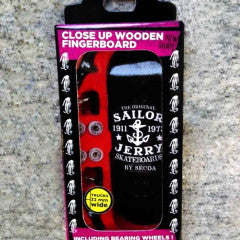 CLOSE UP WOODEN
FINGERBOARD
NEW
THE ORIGINAL
SAILOR
1911 1973
JERRY
SKATEBOARDS
BY SECOA
TRUCKS
32 mm
wide
INCLUDING BEARING WHEELS !